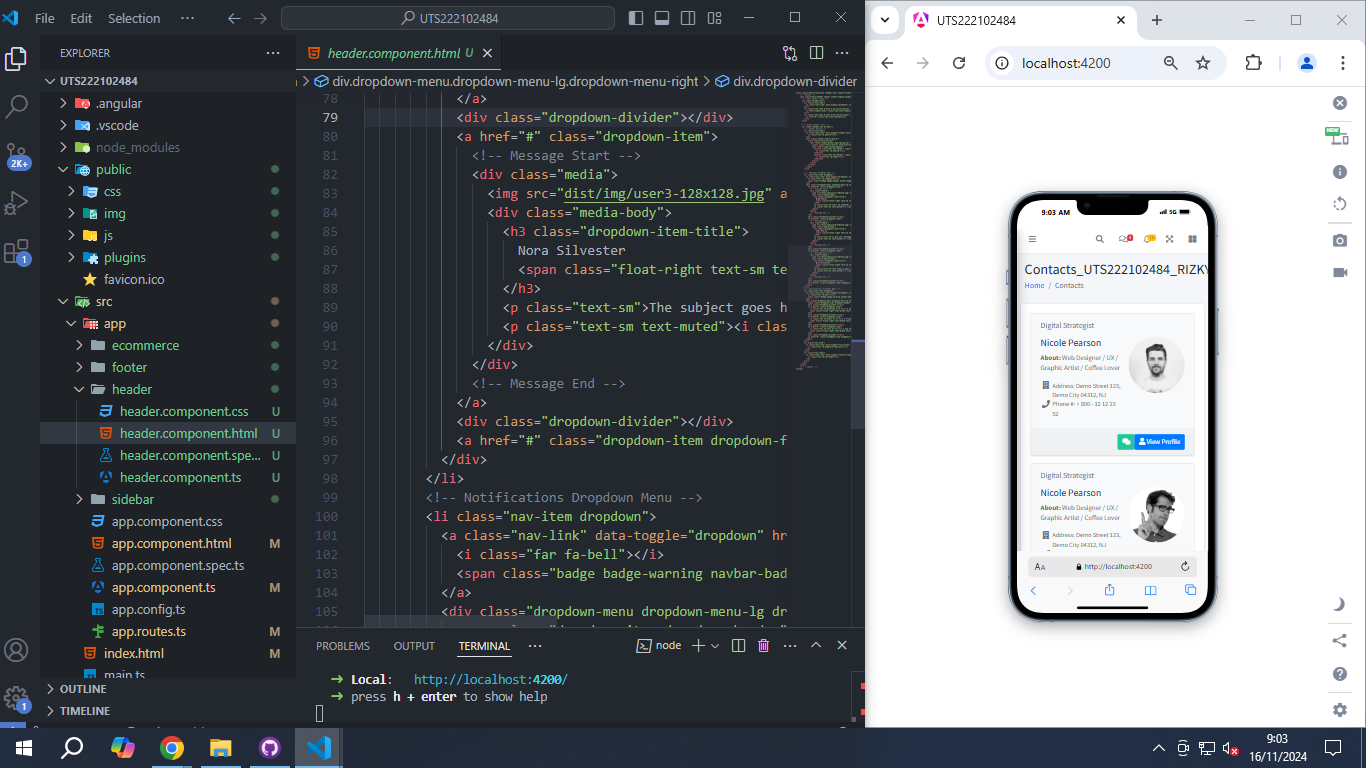 File Edit Selection ··· UTS222102484
EXPLORER ···
UTS222102484
.angular
.vscode
node_modules
public
css
img
js
plugins
favicon.ico
src
app
ecommerce
footer
header
header.component.css U
header.component.html U
header.component.spe... U
header.component.ts U
sidebar
app.component.css
app.component.html M
app.component.spec.ts
app.component.ts M
app.config.ts
app.routes.ts M
index.html M
main.ts
OUTLINE
TIMELINE
2K+
1
1
header.component.html U
div.dropdown-menu.dropdown-menu-lg.dropdown-menu-right > div.dropdown-divider
78 </a>
79 <div class="dropdown-divider"></div>
80 <a href="#" class="dropdown-item">
81 <!-- Message Start -->
82 <div class="media">
83 <img src="dist/img/user3-128x128.jpg" a
84 <div class="media-body">
85 <h3 class="dropdown-item-title">
86 Nora Silvester
87 <span class="float-right text-sm te
88 </h3>
89 <p class="text-sm">The subject goes h
90 <p class="text-sm text-muted"><i clas
91 </div>
92 </div>
93 <!-- Message End -->
94 </a>
95 <div class="dropdown-divider"></div>
96 <a href="#" class="dropdown-item dropdown-f
97 </div>
98 </li>
99 <!-- Notifications Dropdown Menu -->
100 <li class="nav-item dropdown">
101 <a class="nav-link" data-toggle="dropdown" hr
102 <i class="far fa-bell"></i>
103 <span class="badge badge-warning navbar-bad
104 </a>
105 <div class="dropdown-menu dropdown-menu-lg dr
PROBLEMS OUTPUT TERMINAL ··· node
➜ Local: http://localhost:4200/
➜ press h + enter to show help
UTS222102484
localhost:4200
NEW
9:03 AM 5G
Contacts_UTS222102484_RIZKY
Home / Contacts
Digital Strategist
Nicole Pearson
About: Web Designer / UX /
Graphic Artist / Coffee Lover
Address: Demo Street 123,
Demo City 04312, NJ
Phone #: + 800 - 12 12 23
52
View Profile
Digital Strategist
Nicole Pearson
About: Web Designer / UX /
Graphic Artist / Coffee Lover
Address: Demo Street 123,
Demo City 04312, NJ
AA http://localhost:4200
9:03
16/11/2024